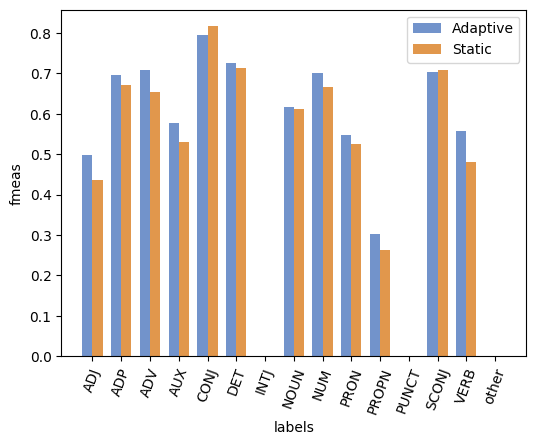 Adaptive
Static
fmeas
0.8
0.7
0.6
0.5
0.4
0.3
0.2
0.1
0.0
ADJ ADP ADV AUX CONJ DET INTJ NOUN NUM PRON PROPN PUNCT SCONJ VERB other
labels